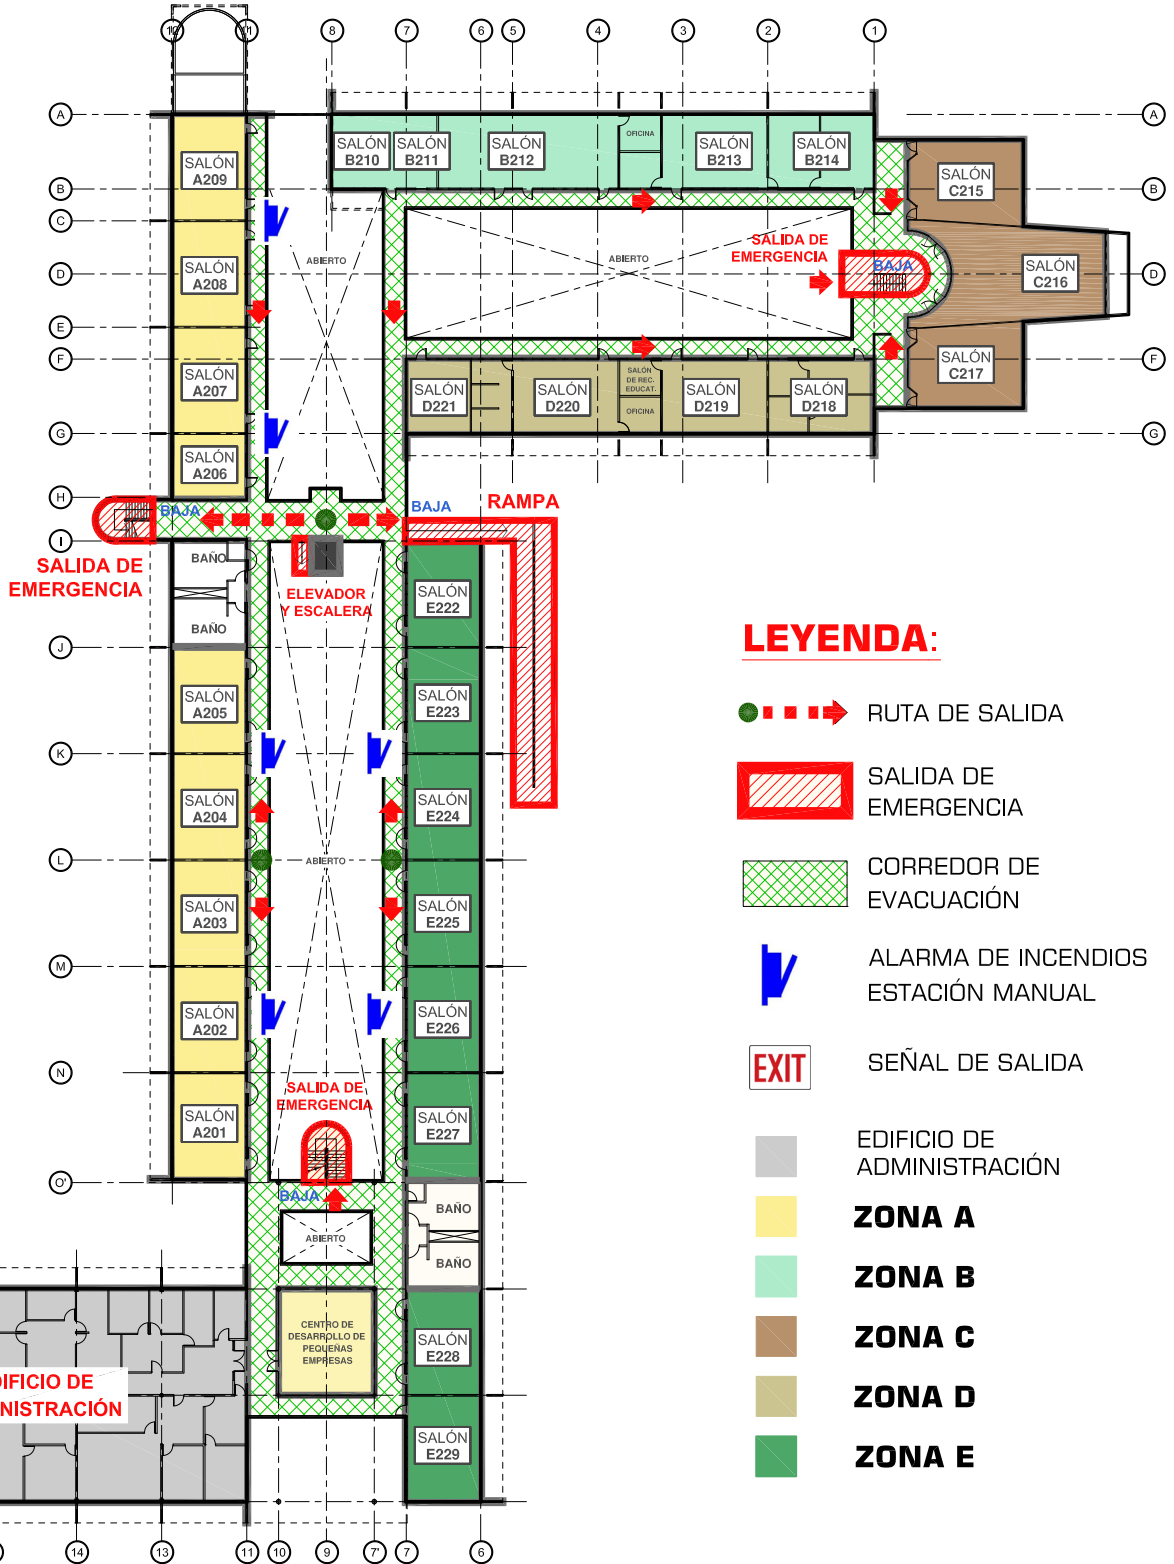 10
11
8
7
6
5
4
3
2
1
A
A
SALÓN
A209
SALÓN
B210
SALÓN
B211
SALÓN
B212
OFICINA
SALÓN
B213
SALÓN
B214
SALÓN
C215
B
B
C
SALÓN
A208
ABIERTO
ABIERTO
SALIDA DE
EMERGENCIA
BAJA
SALÓN
C216
D
D
E
F
F
SALÓN
A207
SALÓN
D221
SALÓN
D220
SALÓN
DE REC.
EDUCAT.
OFICINA
SALÓN
D219
SALÓN
D218
SALÓN
C217
G
G
SALÓN
A206
H
BAJA
BAJA
RAMPA
I
SALIDA DE
EMERGENCIA
BAÑO
BAÑO
ELEVADOR
Y ESCALERA
SALÓN
E222
J
SALÓN
A205
SALÓN
E223
K
SALÓN
A204
SALÓN
E224
L
ABIERTO
SALÓN
A203
SALÓN
E225
M
SALÓN
A202
SALÓN
E226
N
SALIDA DE
EMERGENCIA
SALÓN
A201
SALÓN
E227
O'
BAJA
BAÑO
ABIERTO
BAÑO
CENTRO DE
DESARROLLO DE
PEQUEÑAS
EMPRESAS
SALÓN
E228
DIFICIO DE
NISTRACIÓN
SALÓN
E229
14
13
11
10
9
7'
7
6
LEYENDA:
RUTA DE SALIDA
SALIDA DE
EMERGENCIA
CORREDOR DE
EVACUACIÓN
ALARMA DE INCENDIOS
ESTACIÓN MANUAL
EXIT
SEÑAL DE SALIDA
EDIFICIO DE
ADMINISTRACIÓN
ZONA A
ZONA B
ZONA C
ZONA D
ZONA E